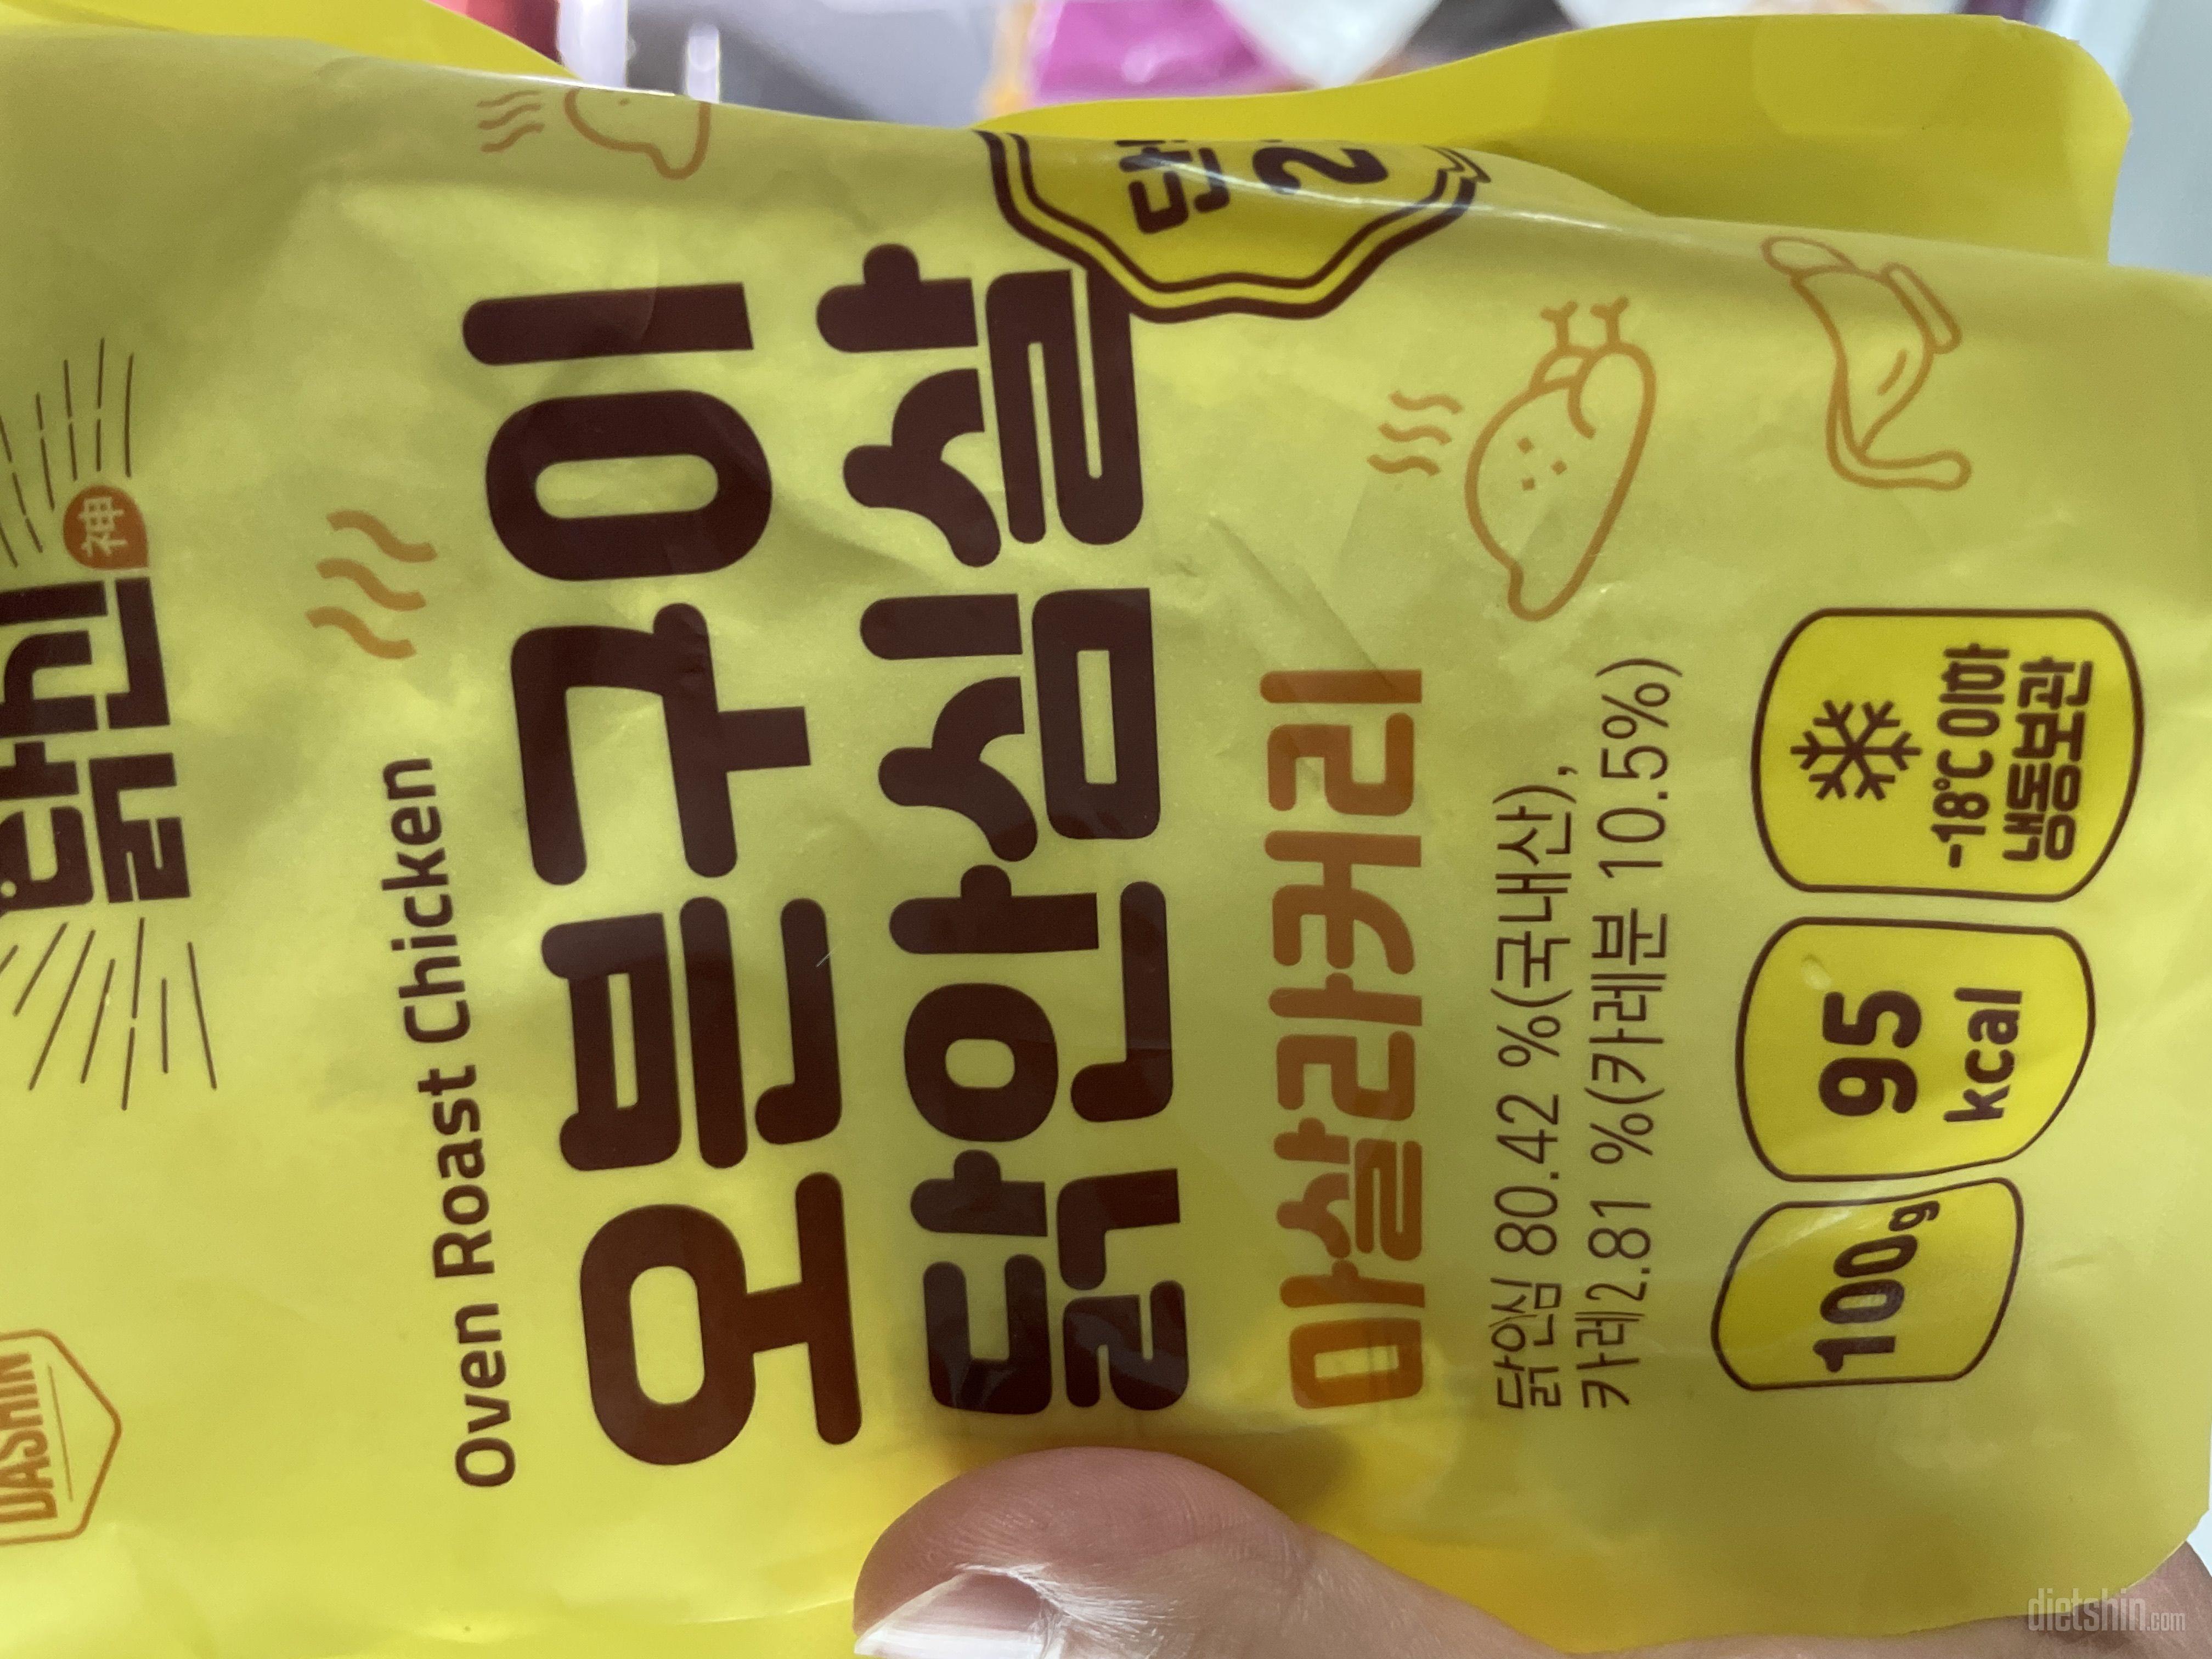 DASHIN
닭신
神
Oven Roast Chicken
오븐구이
닭안심살
마살라커리
닭안심 80.42 %(국내산),
카레2.81 %(카레분 10.5%)
100g
95
kcal
-18℃ 이하
냉동보관
dietshin.com